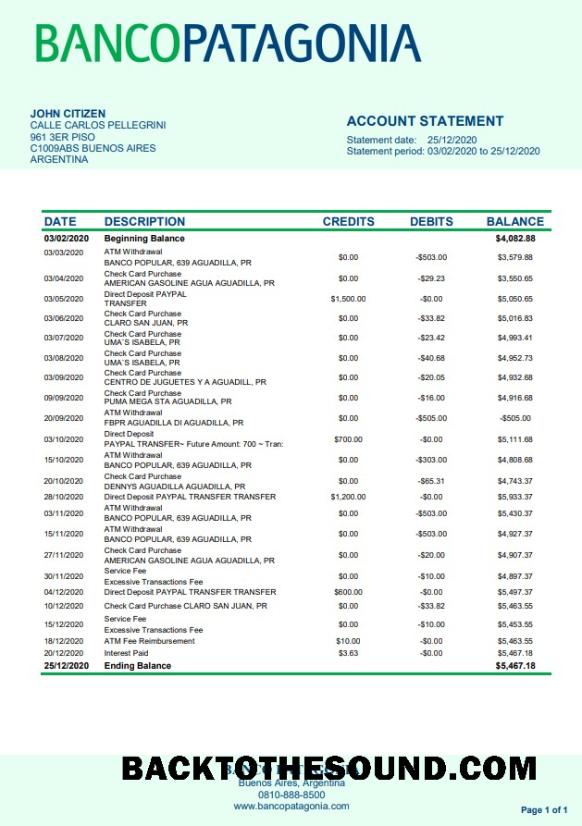 BANCOPATAGONIA
JOHN CITIZEN
CALLE CARLOS PELLEGRINI
961 3ER PISO
C1009ABS BUENOS AIRES
ARGENTINA
ACCOUNT STATEMENT
Statement date: 25/12/2020
Statement period: 03/02/2020 to 25/12/2020
DATE DESCRIPTION CREDITS DEBITS BALANCE
03/02/2020 Beginning Balance $4,082.88
03/03/2020 ATM Withdrawal
BANCO POPULAR, 639 AGUADILLA, PR $0.00 -$503.00 $3,579.88
03/04/2020 Check Card Purchase
AMERICAN GASOLINE AGUA AGUADILLA, PR $0.00 -$29.23 $3,550.65
03/05/2020 Direct Deposit PAYPAL
TRANSFER $1,500.00 -$0.00 $5,050.65
03/06/2020 Check Card Purchase
CLARO SAN JUAN, PR $0.00 -$33.82 $5,016.83
03/07/2020 Check Card Purchase
UMA`S ISABELA, PR $0.00 -$23.42 $4,993.41
03/08/2020 Check Card Purchase
UMA`S ISABELA, PR $0.00 -$40.68 $4,952.73
03/09/2020 Check Card Purchase
CENTRO DE JUGUETES Y A AGUADILL, PR $0.00 -$20.05 $4,932.68
09/09/2020 Check Card Purchase
PUMA MEGA STA AGUADILLA, PR $0.00 -$16.00 $4,916.68
20/09/2020 ATM Withdrawal
FBPR AGUADILLA DI AGUADILLA, PR $0.00 -$505.00 -$505.00
03/10/2020 Direct Deposit
PAYPAL TRANSFER~ Future Amount: 700 ~ Tran: $700.00 -$0.00 $5,111.68
15/10/2020 ATM Withdrawal
BANCO POPULAR, 639 AGUADILLA, PR $0.00 -$303.00 $4,808.68
20/10/2020 Check Card Purchase
DENNYS AGUADILLA AGUADILLA, PR $0.00 -$65.31 $4,743.37
28/10/2020 Direct Deposit PAYPAL TRANSFER TRANSFER $1,200.00 -$0.00 $5,933.37
03/11/2020 ATM Withdrawal
BANCO POPULAR, 639 AGUADILLA, PR $0.00 -$503.00 $5,430.37
15/11/2020 ATM Withdrawal
BANCO POPULAR, 639 AGUADILLA, PR $0.00 -$503.00 $4,927.37
27/11/2020 Check Card Purchase
AMERICAN GASOLINE AGUA AGUADILLA, PR $0.00 -$20.00 $4,907.37
30/11/2020 Service Fee
Excessive Transactions Fee $0.00 -$10.00 $4,897.37
04/12/2020 Direct Deposit PAYPAL TRANSFER TRANSFER $600.00 -$0.00 $5,497.37
10/12/2020 Check Card Purchase CLARO SAN JUAN, PR $0.00 -$33.82 $5,463.55
15/12/2020 Service Fee
Excessive Transactions Fee $0.00 -$10.00 $5,453.55
18/12/2020 ATM Fee Reimbursement $10.00 -$0.00 $5,463.55
20/12/2020 Interest Paid $3.63 -$0.00 $5,467.18
25/12/2020 Ending Balance $5,467.18
BACKTOTHESOUND.COM
Buenos Aires, Argentina
0810-888-8500
www.bancopatagonia.com
Page 1 of 1